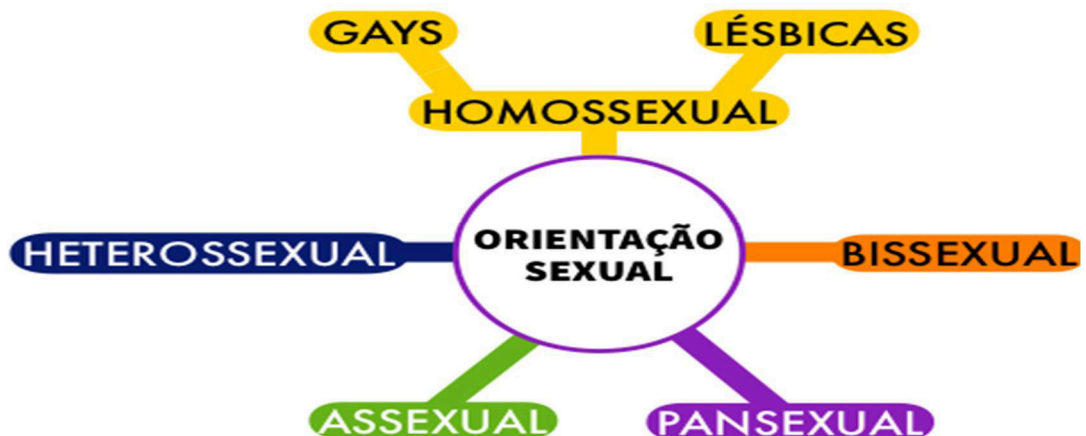 GAYS
LÉSBICAS
HOMOSSEXUAL
ORIENTAÇÃO
SEXUAL
HETEROSSEXUAL
BISSEXUAL
ASSEXUAL
PANSEXUAL